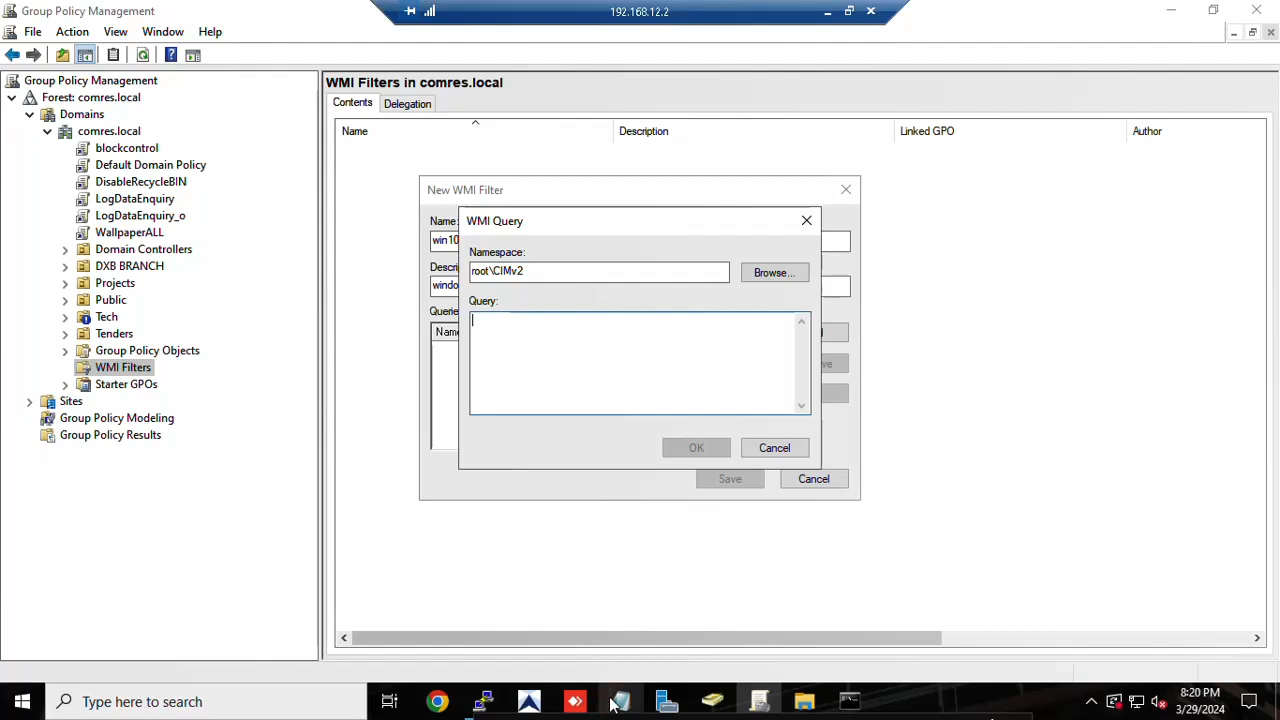 Group Policy Management
192.168.12.2
File Action View Window Help
Group Policy Management
Forest: comres.local
Domains
comres.local
blockcontrol
Default Domain Policy
DisableRecycleBIN
LogDataEnquiry
LogDataEnquiry_o
WallpaperALL
Domain Controllers
DXB BRANCH
Projects
Public
Tech
Tenders
Group Policy Objects
WMI Filters
Starter GPOs
Sites
Group Policy Modeling
Group Policy Results
WMI Filters in comres.local
Contents Delegation
Name Description Linked GPO Author
New WMI Filter
Name:
win10
WMI Query
Namespace:
root\CIMv2
Browse...
Query:
OK Cancel
Save Cancel
Type here to search
8:20 PM
3/29/2024